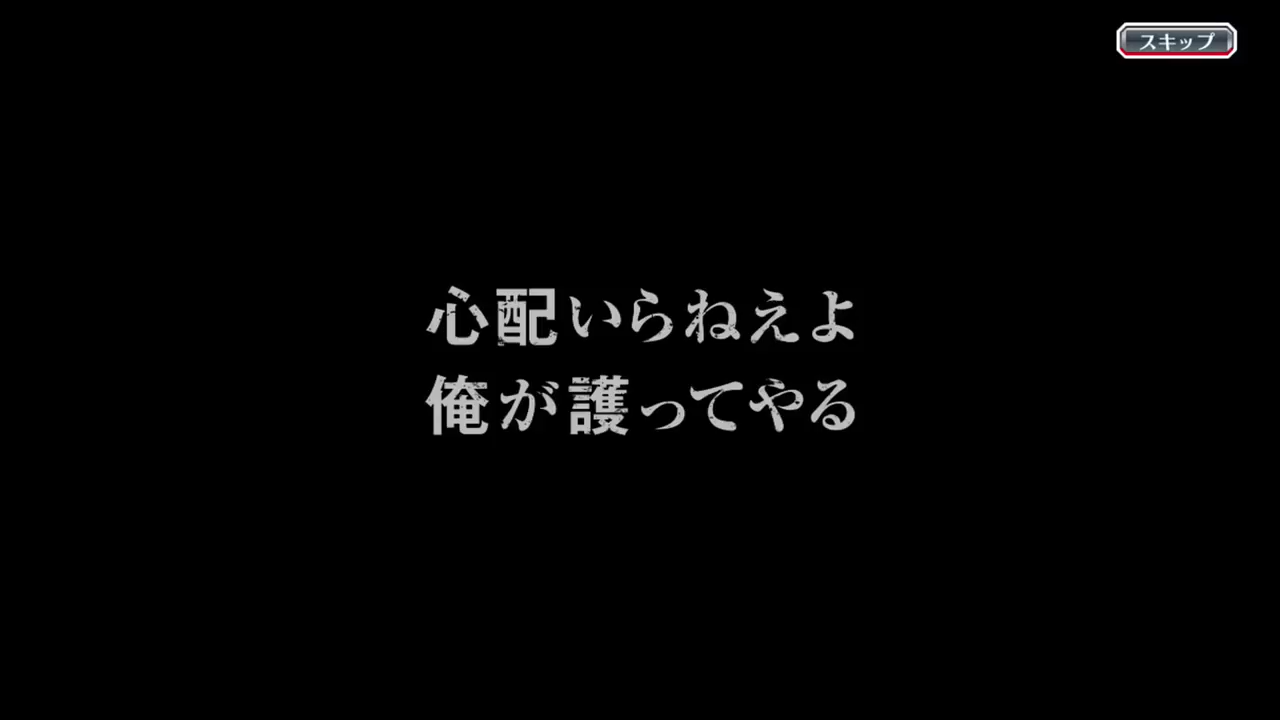 スキップ
心配いらねえよ
俺が護ってやる